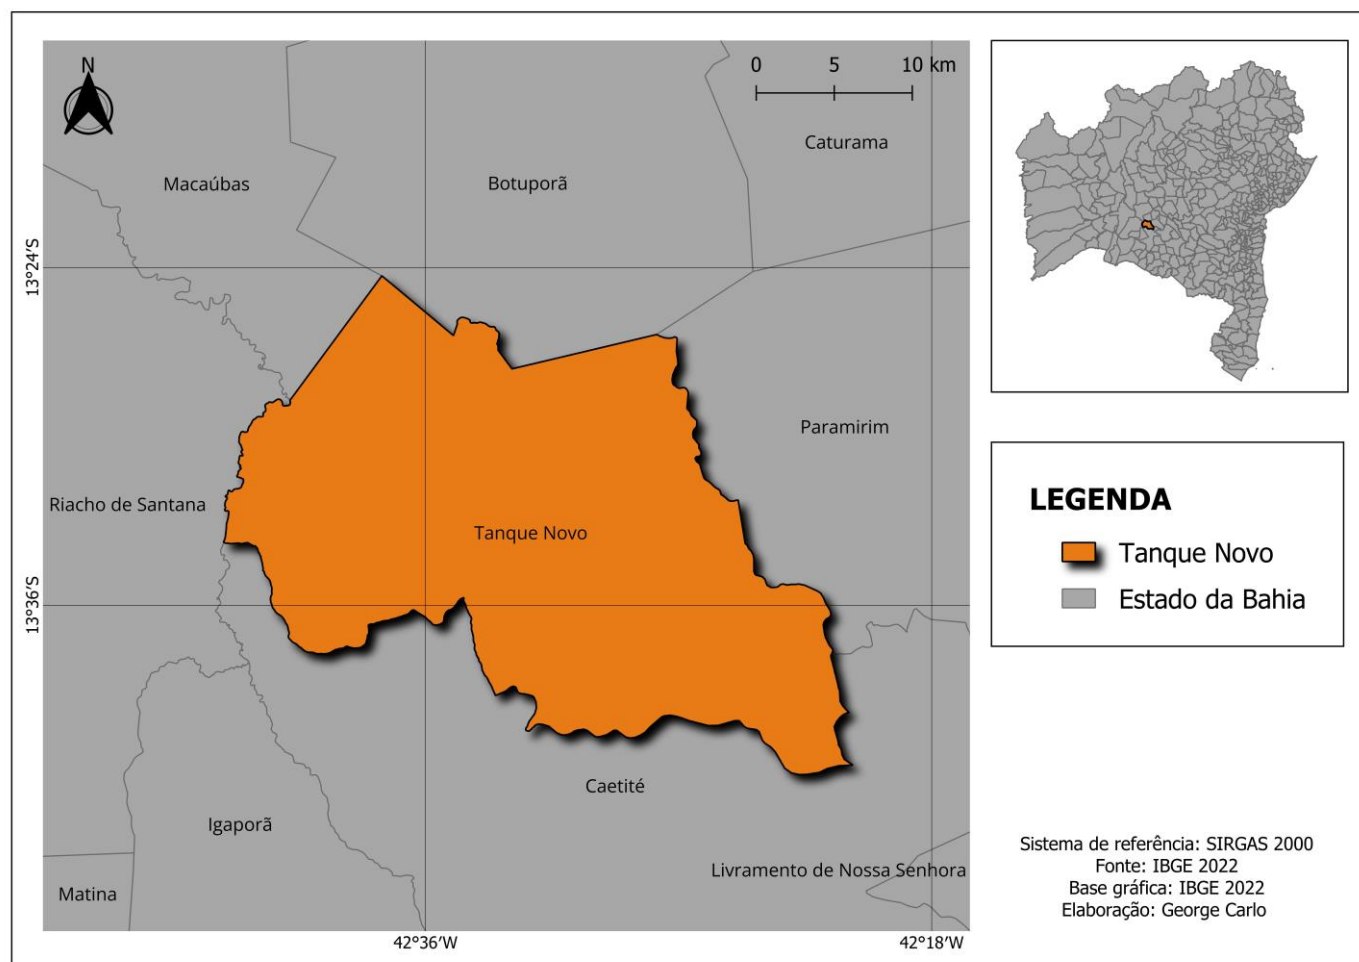 N
0 5 10 km
Caturama
Macaúbas
Botuporã
13°24'S
Paramirim
Riacho de Santana
Tanque Novo
13°36'S
Caetité
Igaporã
Livramento de Nossa Senhora
Matina
42°36'W
42°18'W
LEGENDA
Tanque Novo
Estado da Bahia
Sistema de referência: SIRGAS 2000
Fonte: IBGE 2022
Base gráfica: IBGE 2022
Elaboração: George Carlo